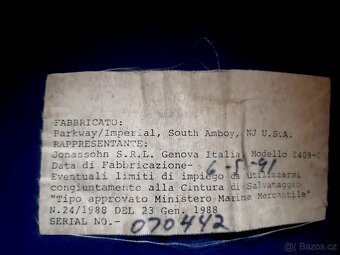 FABBRICATO:
Parkway/Imperial, South Amboy, NJ U.S.A.
RAPPRESENTANTE:
Jonassohn S.R.L. Genova Italia, Modello 1409-
Data di Fabbricazione- 6-5-91
Eventuali limiti di impiego da utilizzarsi
congiuntamente alla Cintura di Salvataggio
"Tipo approvato Ministero Marina Mercantile"
N.24/1988 DEL 23 Gen. 1988
SERIAL NO.- 070442
Bazos.cz